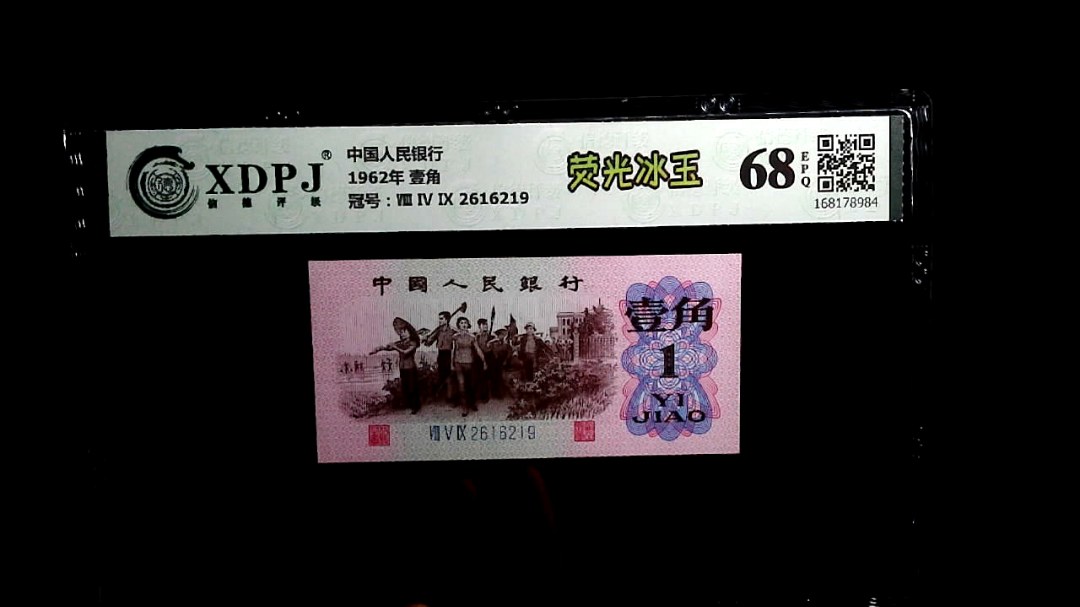 XDPJ®
信德评级
中国人民银行
1962年 壹角
冠号：Ⅷ Ⅳ Ⅸ 2616219
荧光冰玉
68
EPQ
168178984
中國人民銀行
壹角
1
YI
JIAO
Ⅷ Ⅴ Ⅸ 2616219